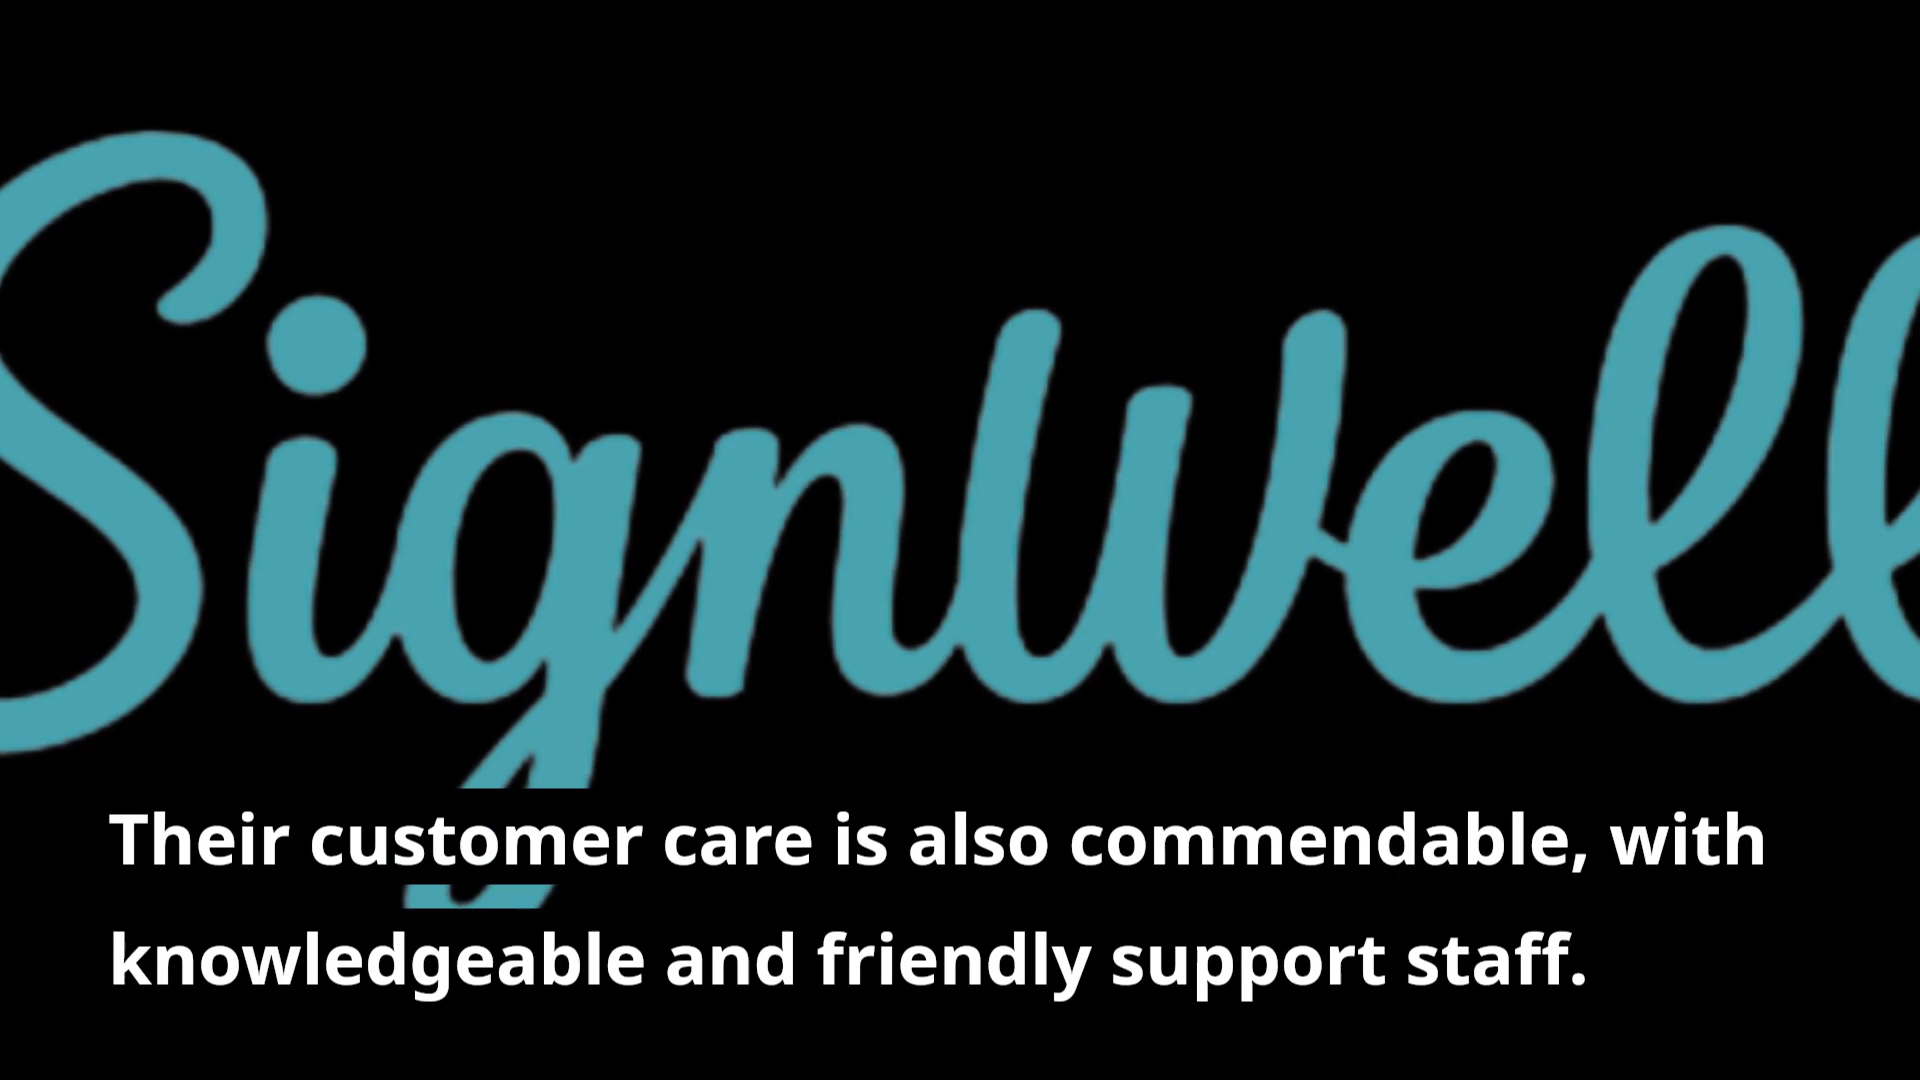 SignWell
Their customer care is also commendable, with
knowledgeable and friendly support staff.